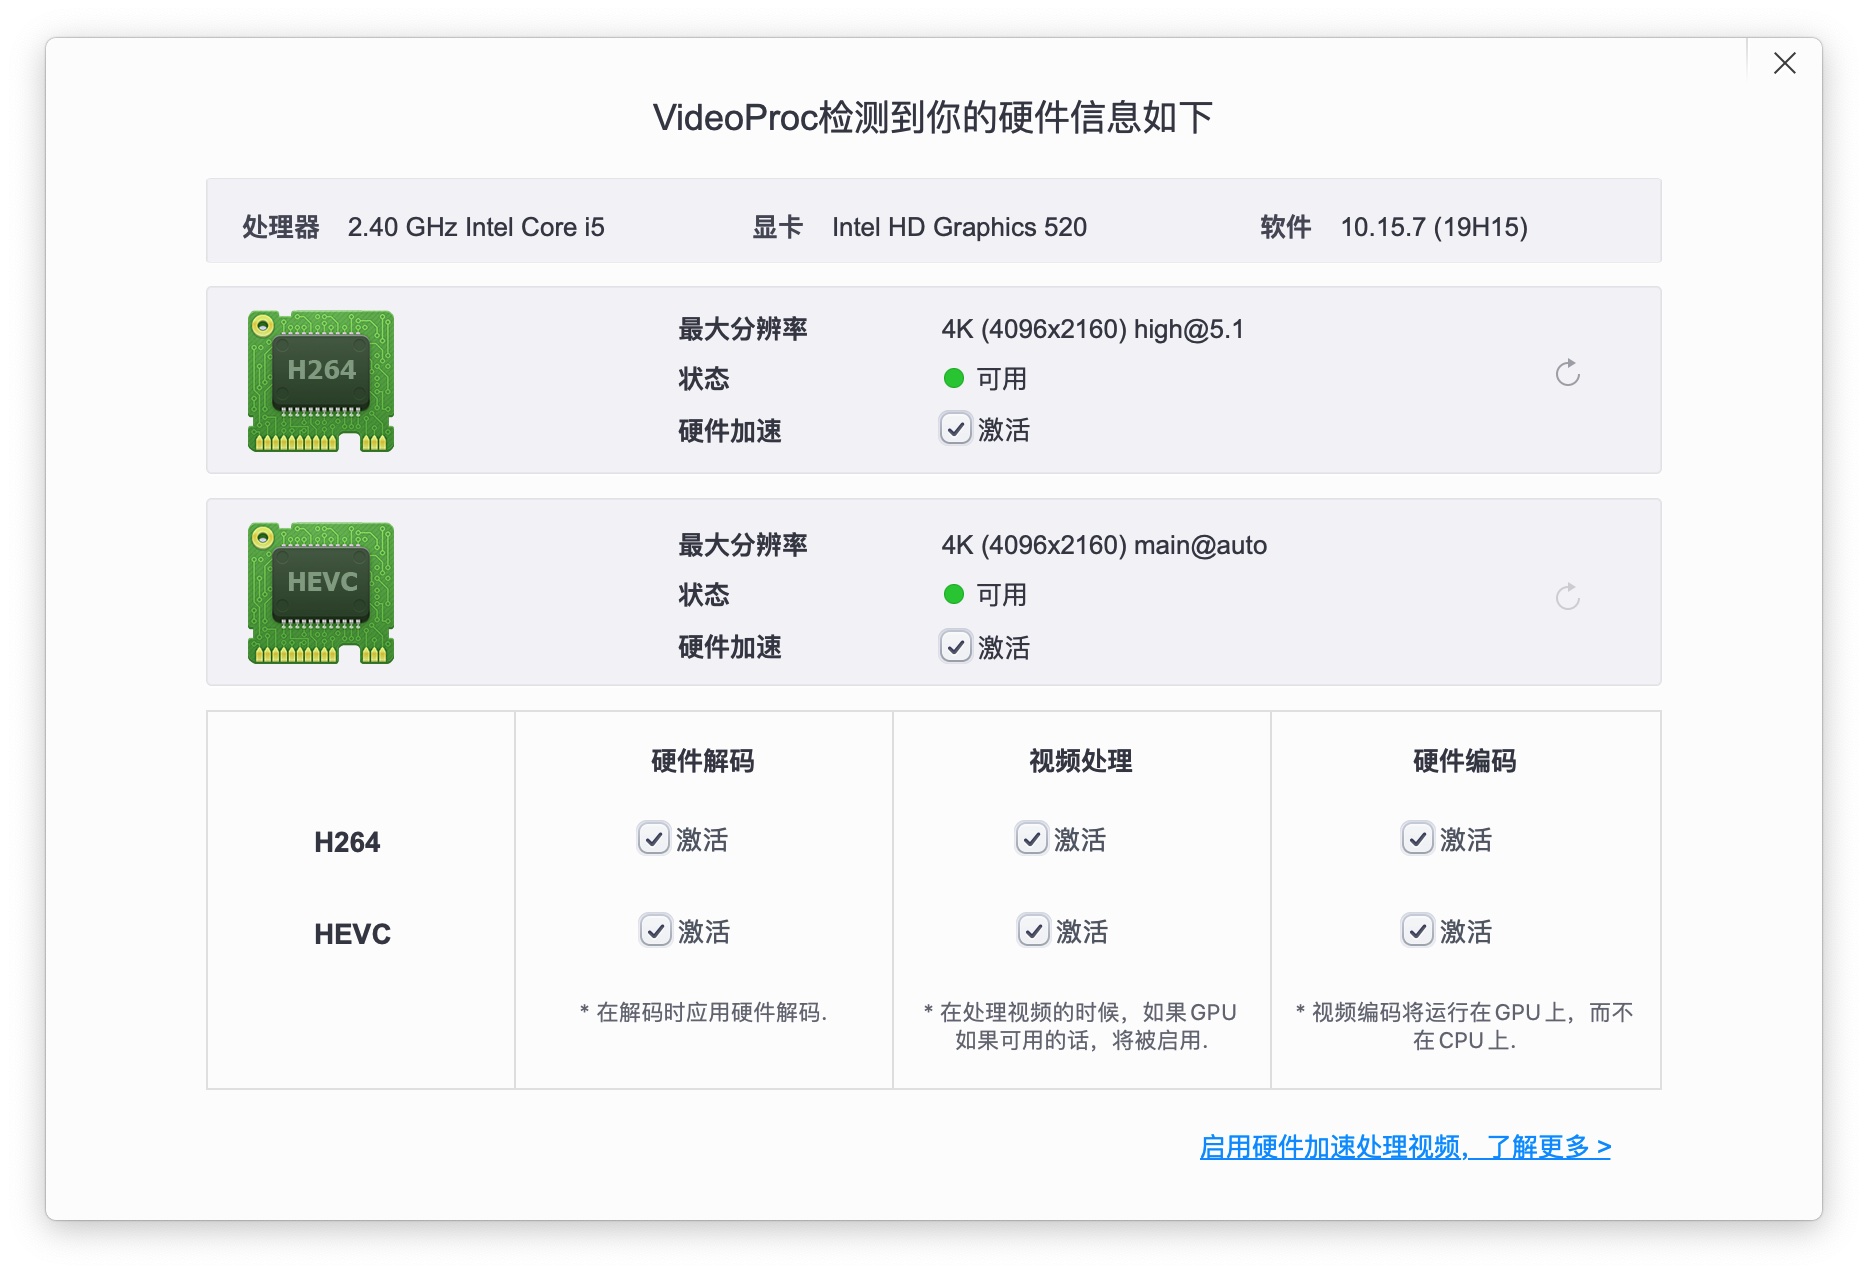 VideoProc检测到你的硬件信息如下
处理器 2.40 GHz Intel Core i5 显卡 Intel HD Graphics 520 软件 10.15.7 (19H15)
H264
最大分辨率 4K (4096x2160) high@5.1
状态 可用
硬件加速 激活
HEVC
最大分辨率 4K (4096x2160) main@auto
状态 可用
硬件加速 激活
硬件解码 视频处理 硬件编码
H264 激活 激活 激活
HEVC 激活 激活 激活
* 在解码时应用硬件解码.
* 在处理视频的时候，如果GPU
如果可用的话，将被启用.
* 视频编码将运行在GPU上，而不
在CPU上.
启用硬件加速处理视频，了解更多 >